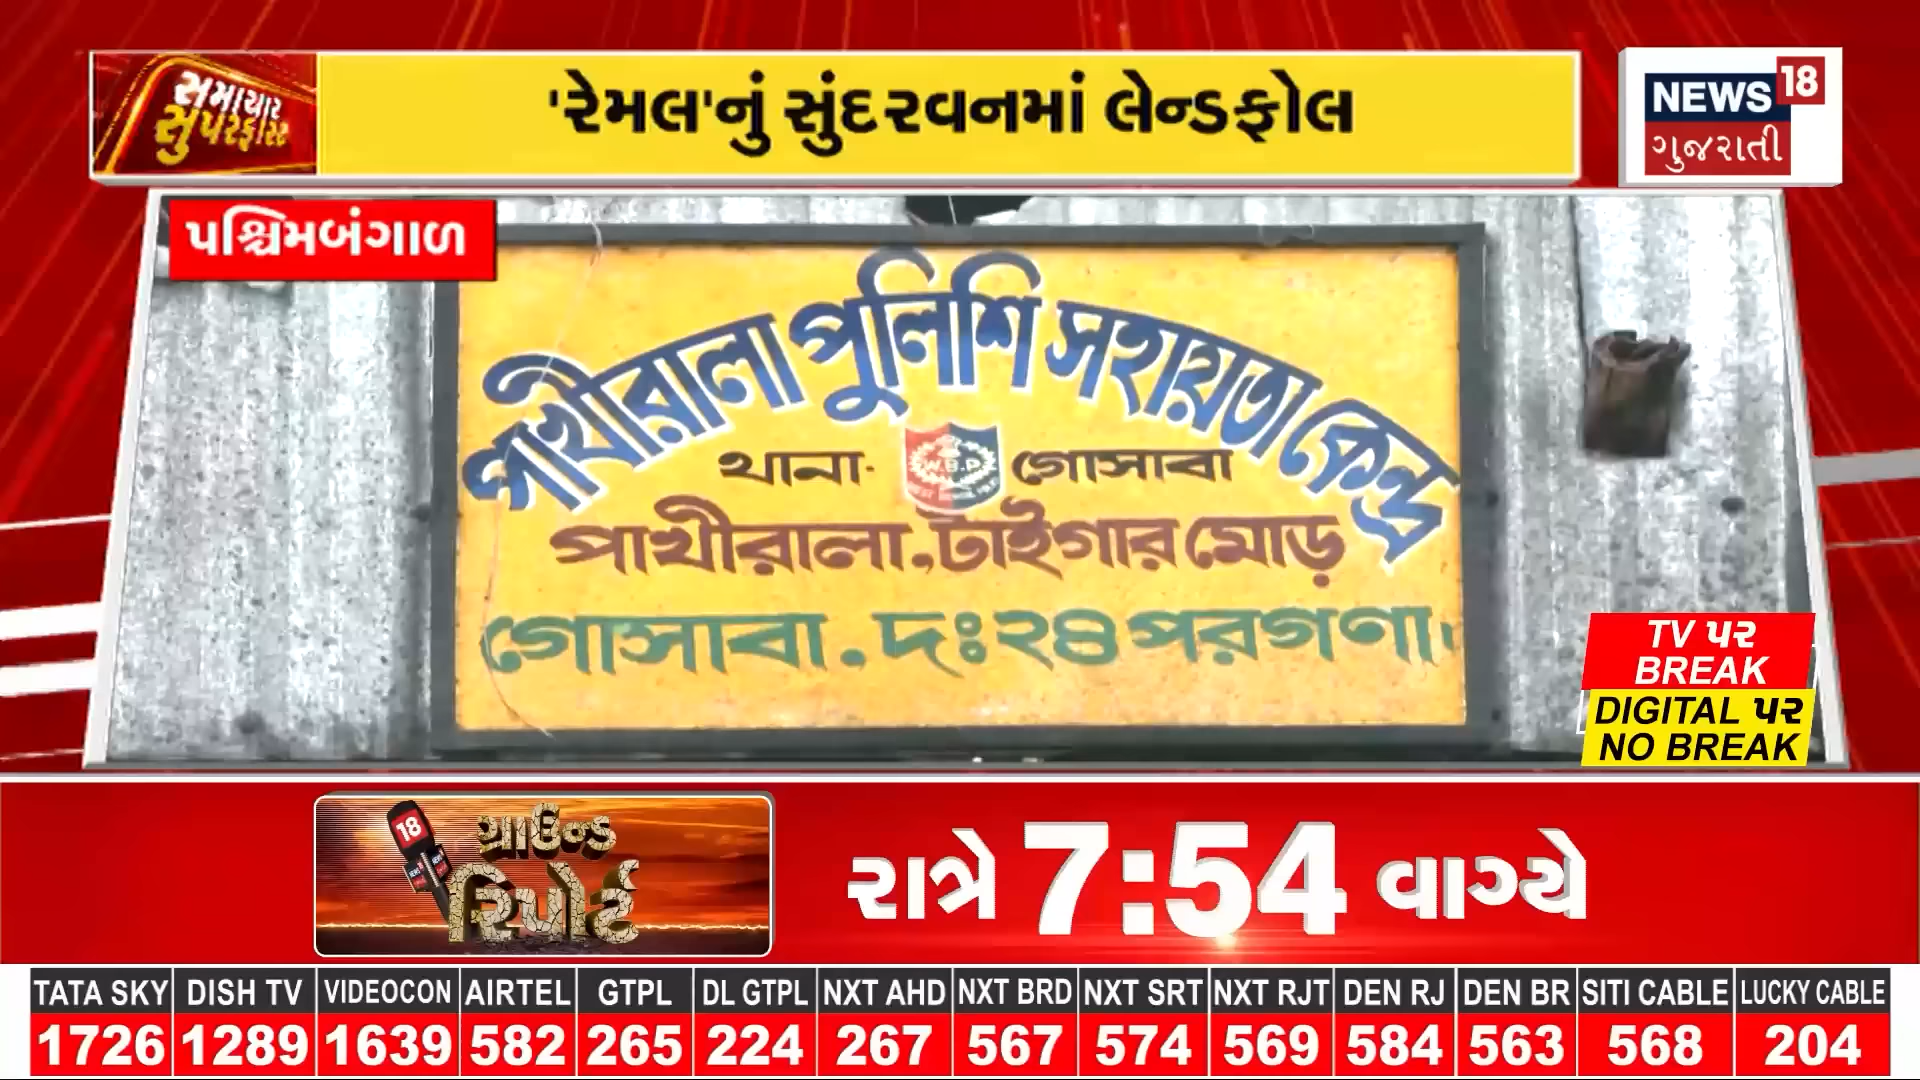 સમાચાર
સુપરફાસ્ટ
'રેમલ'નું સુંદરવનમાં લેન્ડફોલ
NEWS 18
ગુજરાતી
પશ્ચિમબંગાળ
পাখীরালা পুলিশি সহায়তা কেন্দ্র
থানা- W.B.P. গোসাবা
পাখীরালা, টাইগার মোড়
গোসাবা. দঃ ২৪ পরগণা।
TV પર
BREAK
DIGITAL પર
NO BREAK
18
ગ્રાઉન્ડ
રિપોર્ટ
રાત્રે 7:54 વાગ્યે
TATA SKY DISH TV VIDEOCON AIRTEL GTPL DL GTPL NXT AHD NXT BRD NXT SRT NXT RJT DEN RJ DEN BR SITI CABLE LUCKY CABLE
1726 1289 1639 582 265 224 267 567 574 569 584 563 568 204